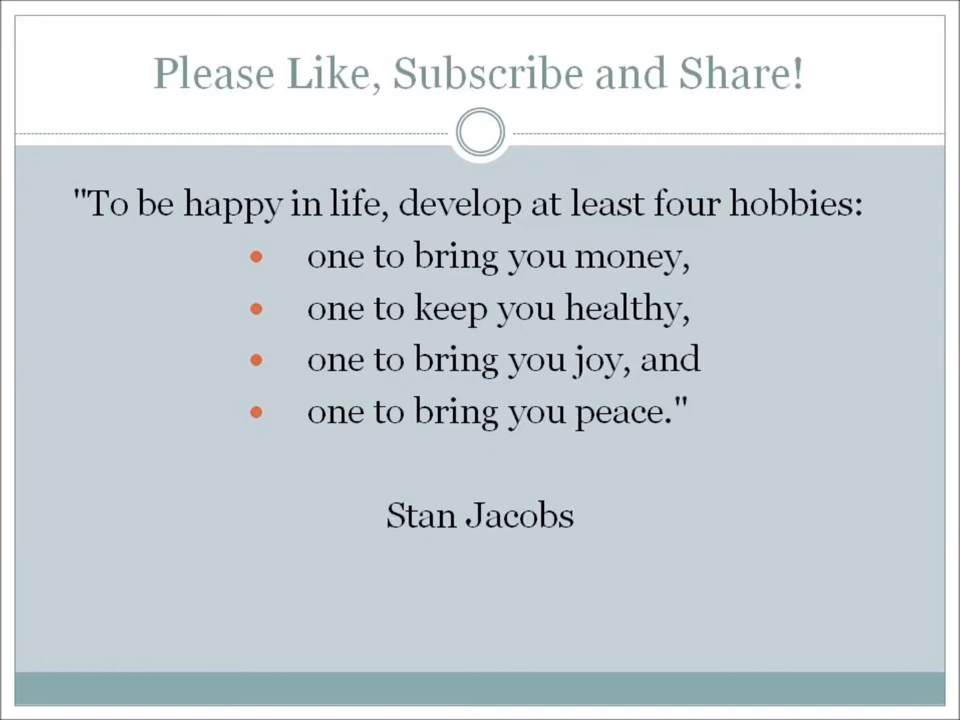 Please Like, Subscribe and Share!
"To be happy in life, develop at least four hobbies:
• one to bring you money,
• one to keep you healthy,
• one to bring you joy, and
• one to bring you peace."
Stan Jacobs